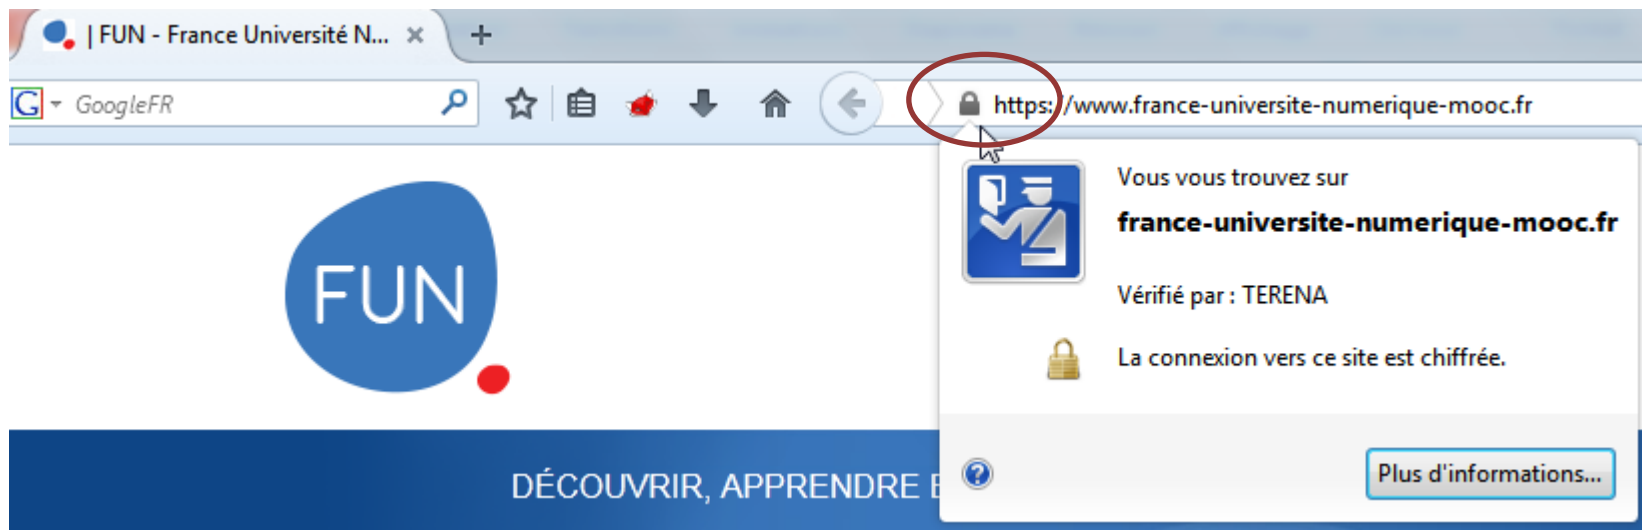 | FUN - France Université N...
GoogleFR
https://www.france-universite-numerique-mooc.fr
Vous vous trouvez sur
france-universite-numerique-mooc.fr
Vérifié par : TERENA
La connexion vers ce site est chiffrée.
Plus d'informations...
FUN
DÉCOUVRIR, APPRENDRE